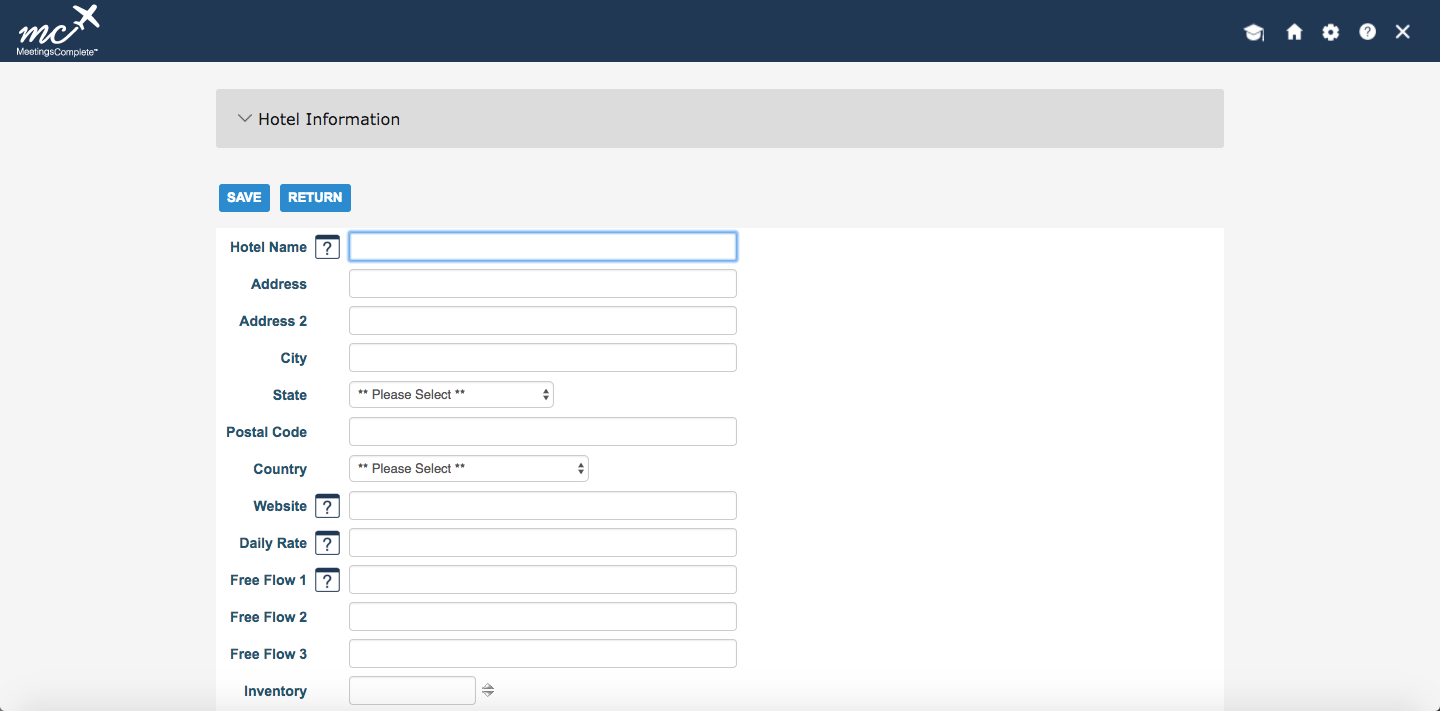 mc
MeetingsComplete™
?
Hotel Information
SAVE RETURN
Hotel Name ?
Address
Address 2
City
State ** Please Select **
Postal Code
Country ** Please Select **
Website ?
Daily Rate ?
Free Flow 1 ?
Free Flow 2
Free Flow 3
Inventory